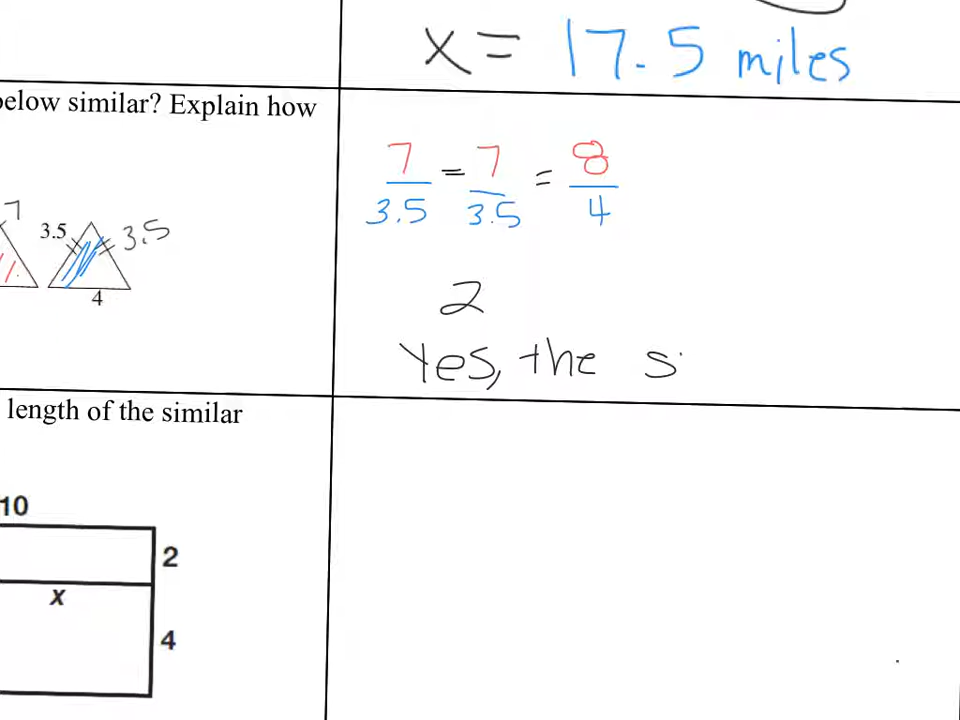 x = 17.5 miles
below similar? Explain how
7/3.5 = 7/3.5 = 8/4
7
3.5
3.5
4
2
Yes, the s
length of the similar
10
2
x
4